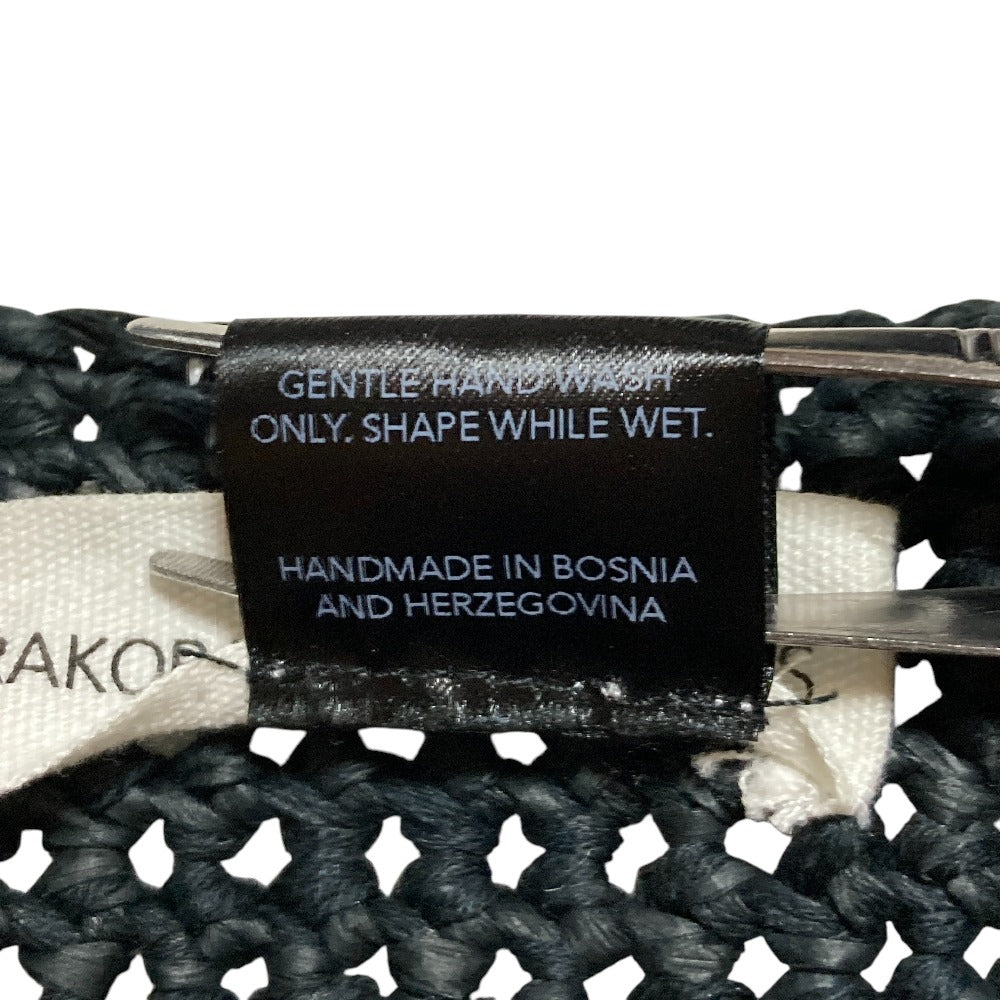 GENTLE HAND WASH
ONLY. SHAPE WHILE WET.
HANDMADE IN BOSNIA
AND HERZEGOVINA